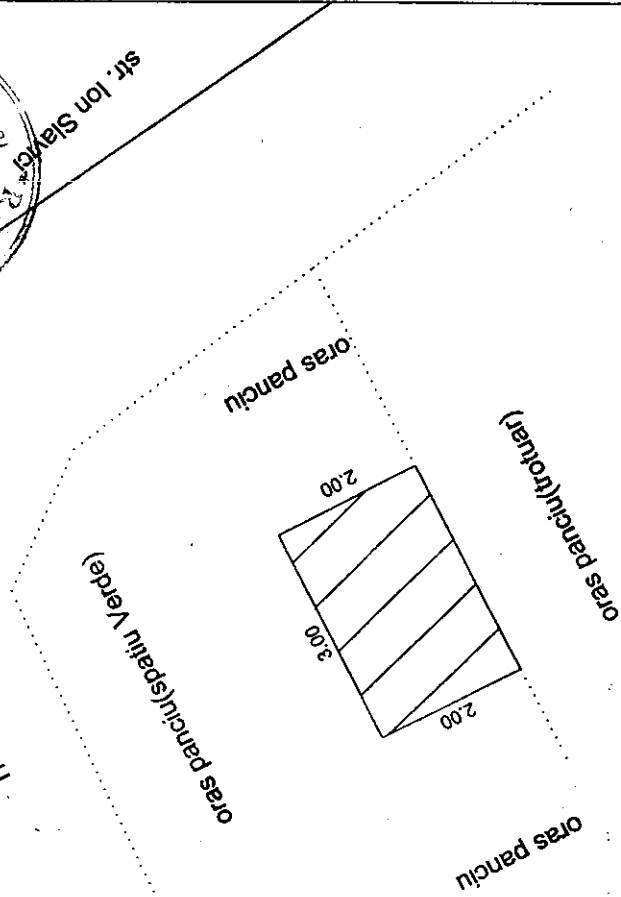 str. Ion Slavici
oras panciu
2.00
oras panciu(trotuar)
3.00
oras panciu(spatiu Verde)
2.00
oras panciu